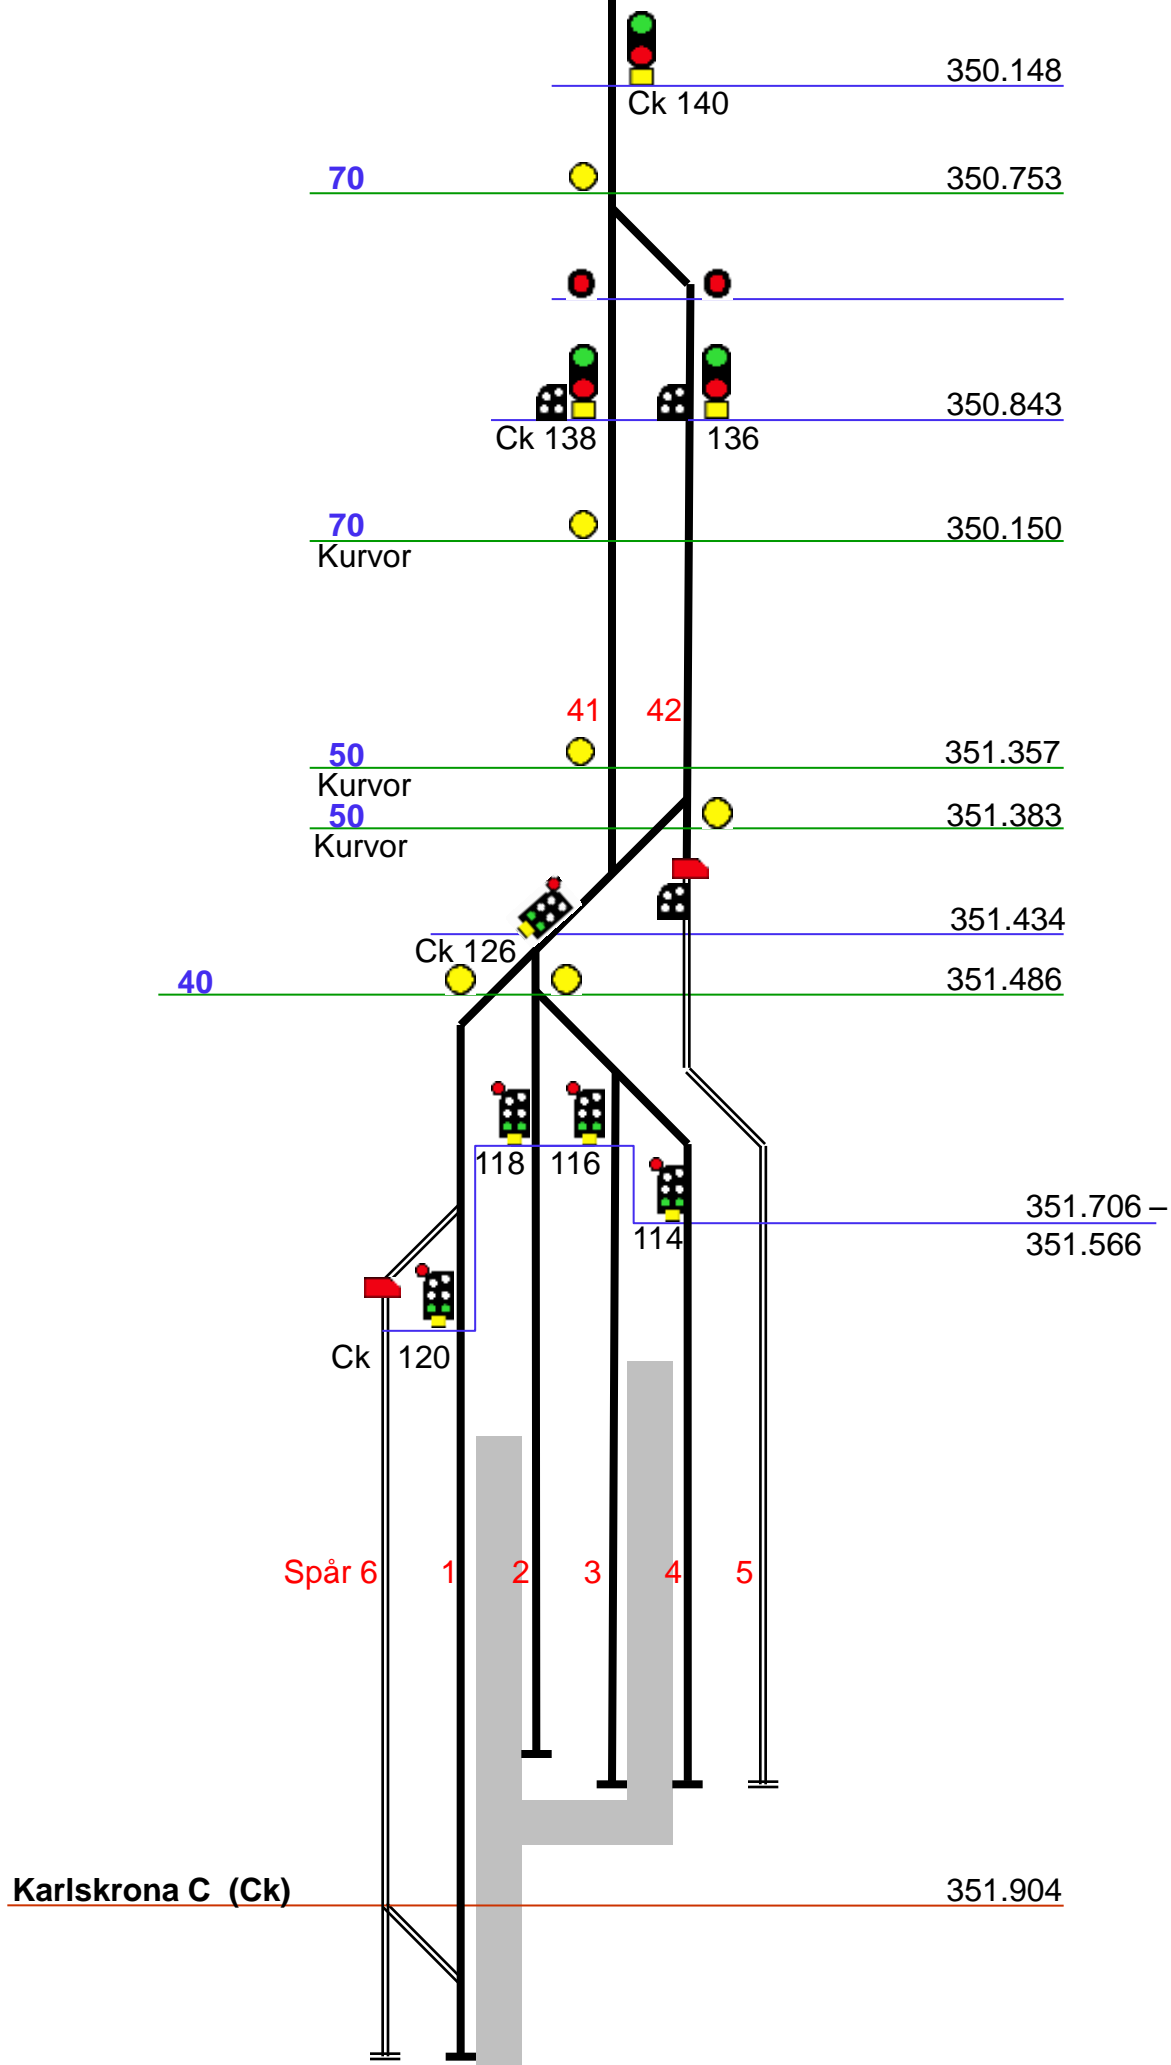 350.148
Ck 140
70 350.753
350.843
Ck 138 136
70 350.150
Kurvor
41 42
50 351.357
Kurvor
50 351.383
Kurvor
351.434
Ck 126
40 351.486
118 116
351.706 –
114 351.566
Ck 120
Spår 6 1 2 3 4 5
Karlskrona C (Ck) 351.904